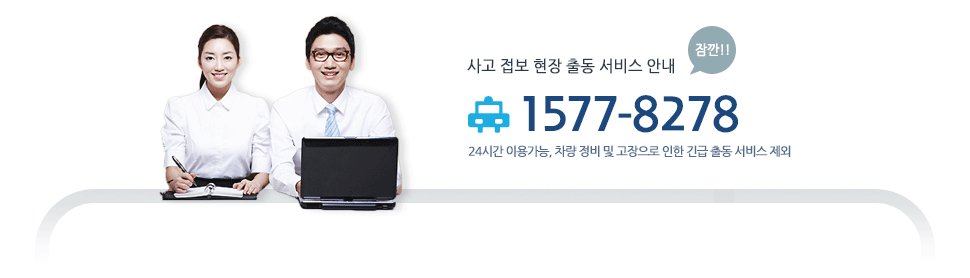 잠깐!!
사고 접보 현장 출동 서비스 안내
1577-8278
24시간 이용가능, 차량 정비 및 고장으로 인한 긴급 출동 서비스 제외